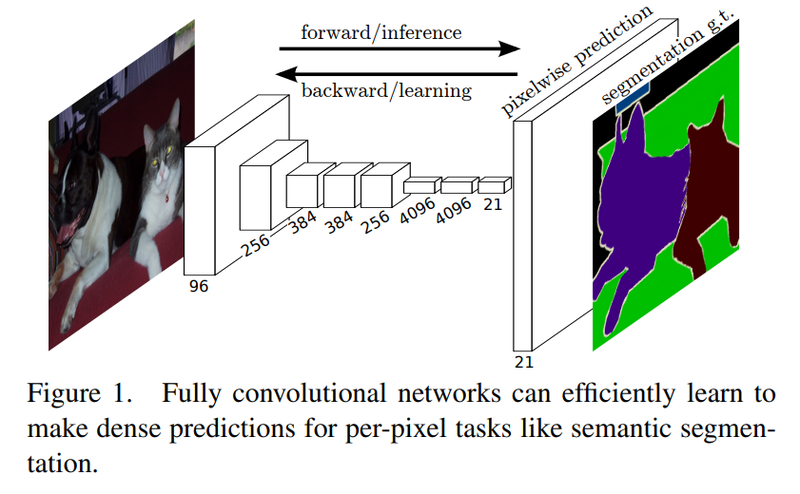 forward/inference
backward/learning
pixelwise prediction
segmentation g.t.
96
256
384
384
256
4096
4096
21
21
Figure 1. Fully convolutional networks can efficiently learn to
make dense predictions for per-pixel tasks like semantic segmen-
tation.